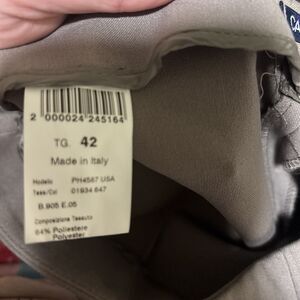 CA
2 000024 245164
TG. 42
Made in Italy
Modello PH4567 USA
Tess/Col 01934 647
B.905 E.05
Composizione Tessuto
64% Poliestere
Polyester